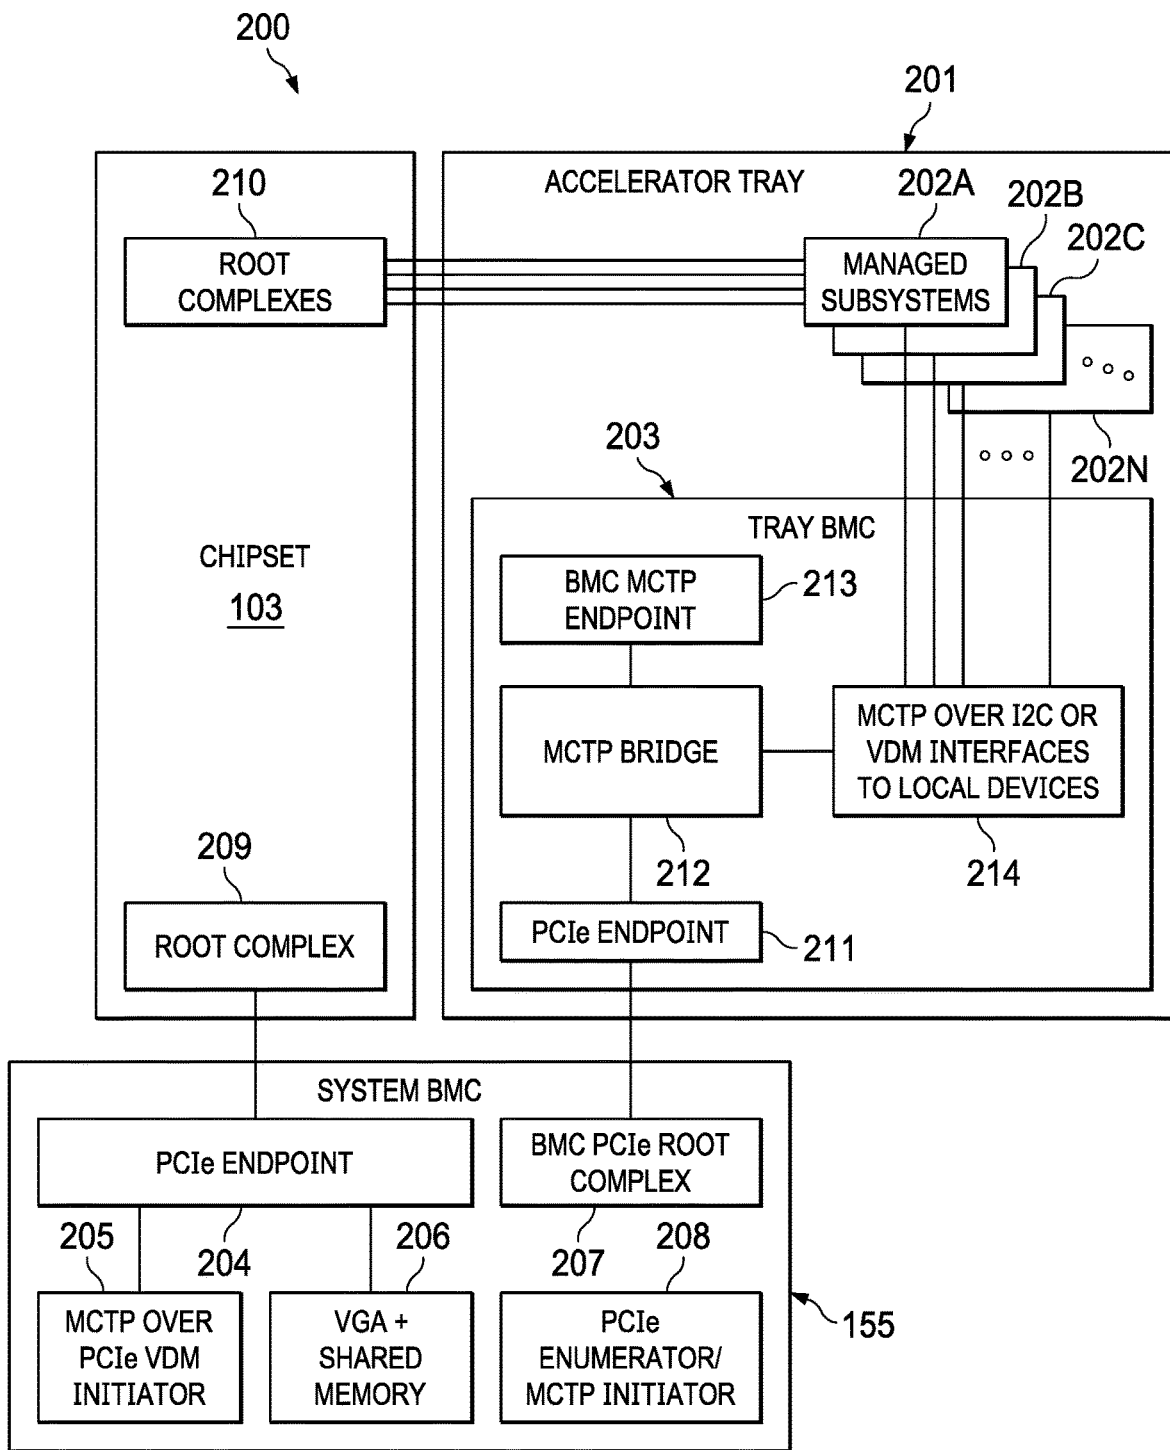 200
201
210
ACCELERATOR TRAY
202A
202B
202C
ROOT
COMPLEXES
MANAGED
SUBSYSTEMS
202N
203
TRAY BMC
CHIPSET
103
BMC MCTP
ENDPOINT
213
MCTP BRIDGE
MCTP OVER I2C OR
VDM INTERFACES
TO LOCAL DEVICES
209
212
214
ROOT COMPLEX
PCIe ENDPOINT
211
SYSTEM BMC
PCIe ENDPOINT
BMC PCIe ROOT
COMPLEX
205
204
206
207
208
MCTP OVER
PCIe VDM
INITIATOR
VGA +
SHARED
MEMORY
PCIe
ENUMERATOR/
MCTP INITIATOR
155